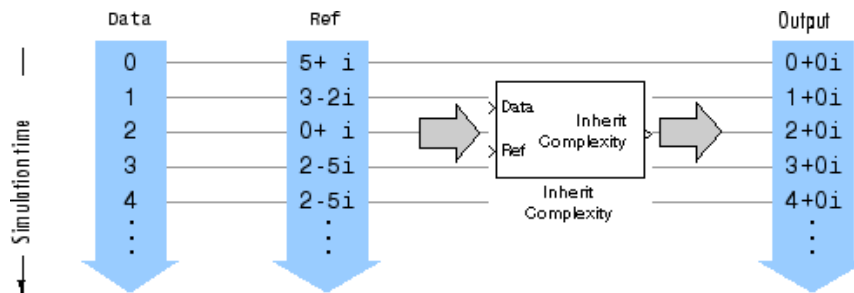 Data Ref Output
0 5+ i 0+0i
1 3-2i 1+0i
2 0+ i 2+0i
3 2-5i 3+0i
4 2-5i 4+0i
Simulation time
Data
Ref
Inherit
Complexity
Inherit
Complexity